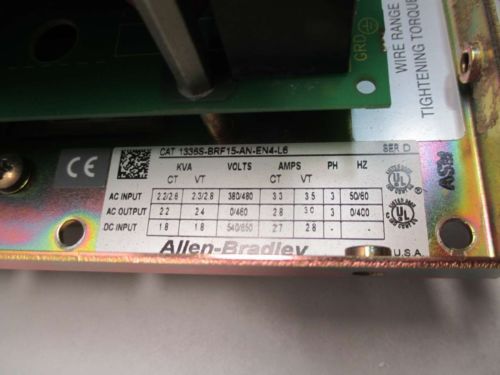 GRD
WIRE RANGE
TIGHTENING TORQUE
CE
CAT 1336S-BRF15-AN-EN4-L6 SER D
KVA VOLTS AMPS PH HZ
CT VT CT VT
AC INPUT 2.2/2.6 2.3/2.8 380/480 3.3 3.5 3 50/60
AC OUTPUT 2.2 2.4 0/460 2.8 3.0 3 0/400
DC INPUT 1.8 1.8 540/650 2.7 2.8 -
Allen-Bradley
U.S.A.
UL
UL